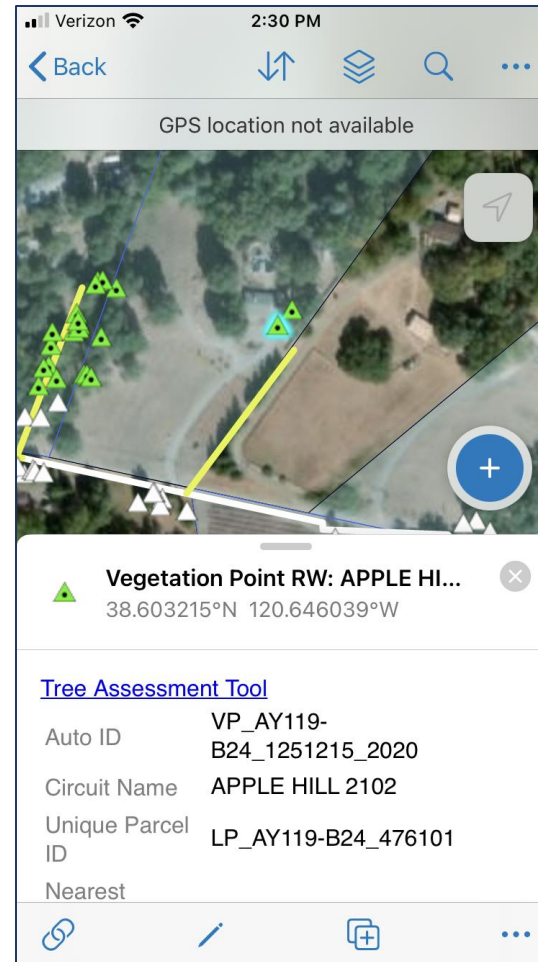 Verizon 2:30 PM
Back
GPS location not available
Vegetation Point RW: APPLE HI...
38.603215°N 120.646039°W
Tree Assessment Tool
Auto ID VP_AY119-
B24_1251215_2020
Circuit Name APPLE HILL 2102
Unique Parcel
ID LP_AY119-B24_476101
Nearest